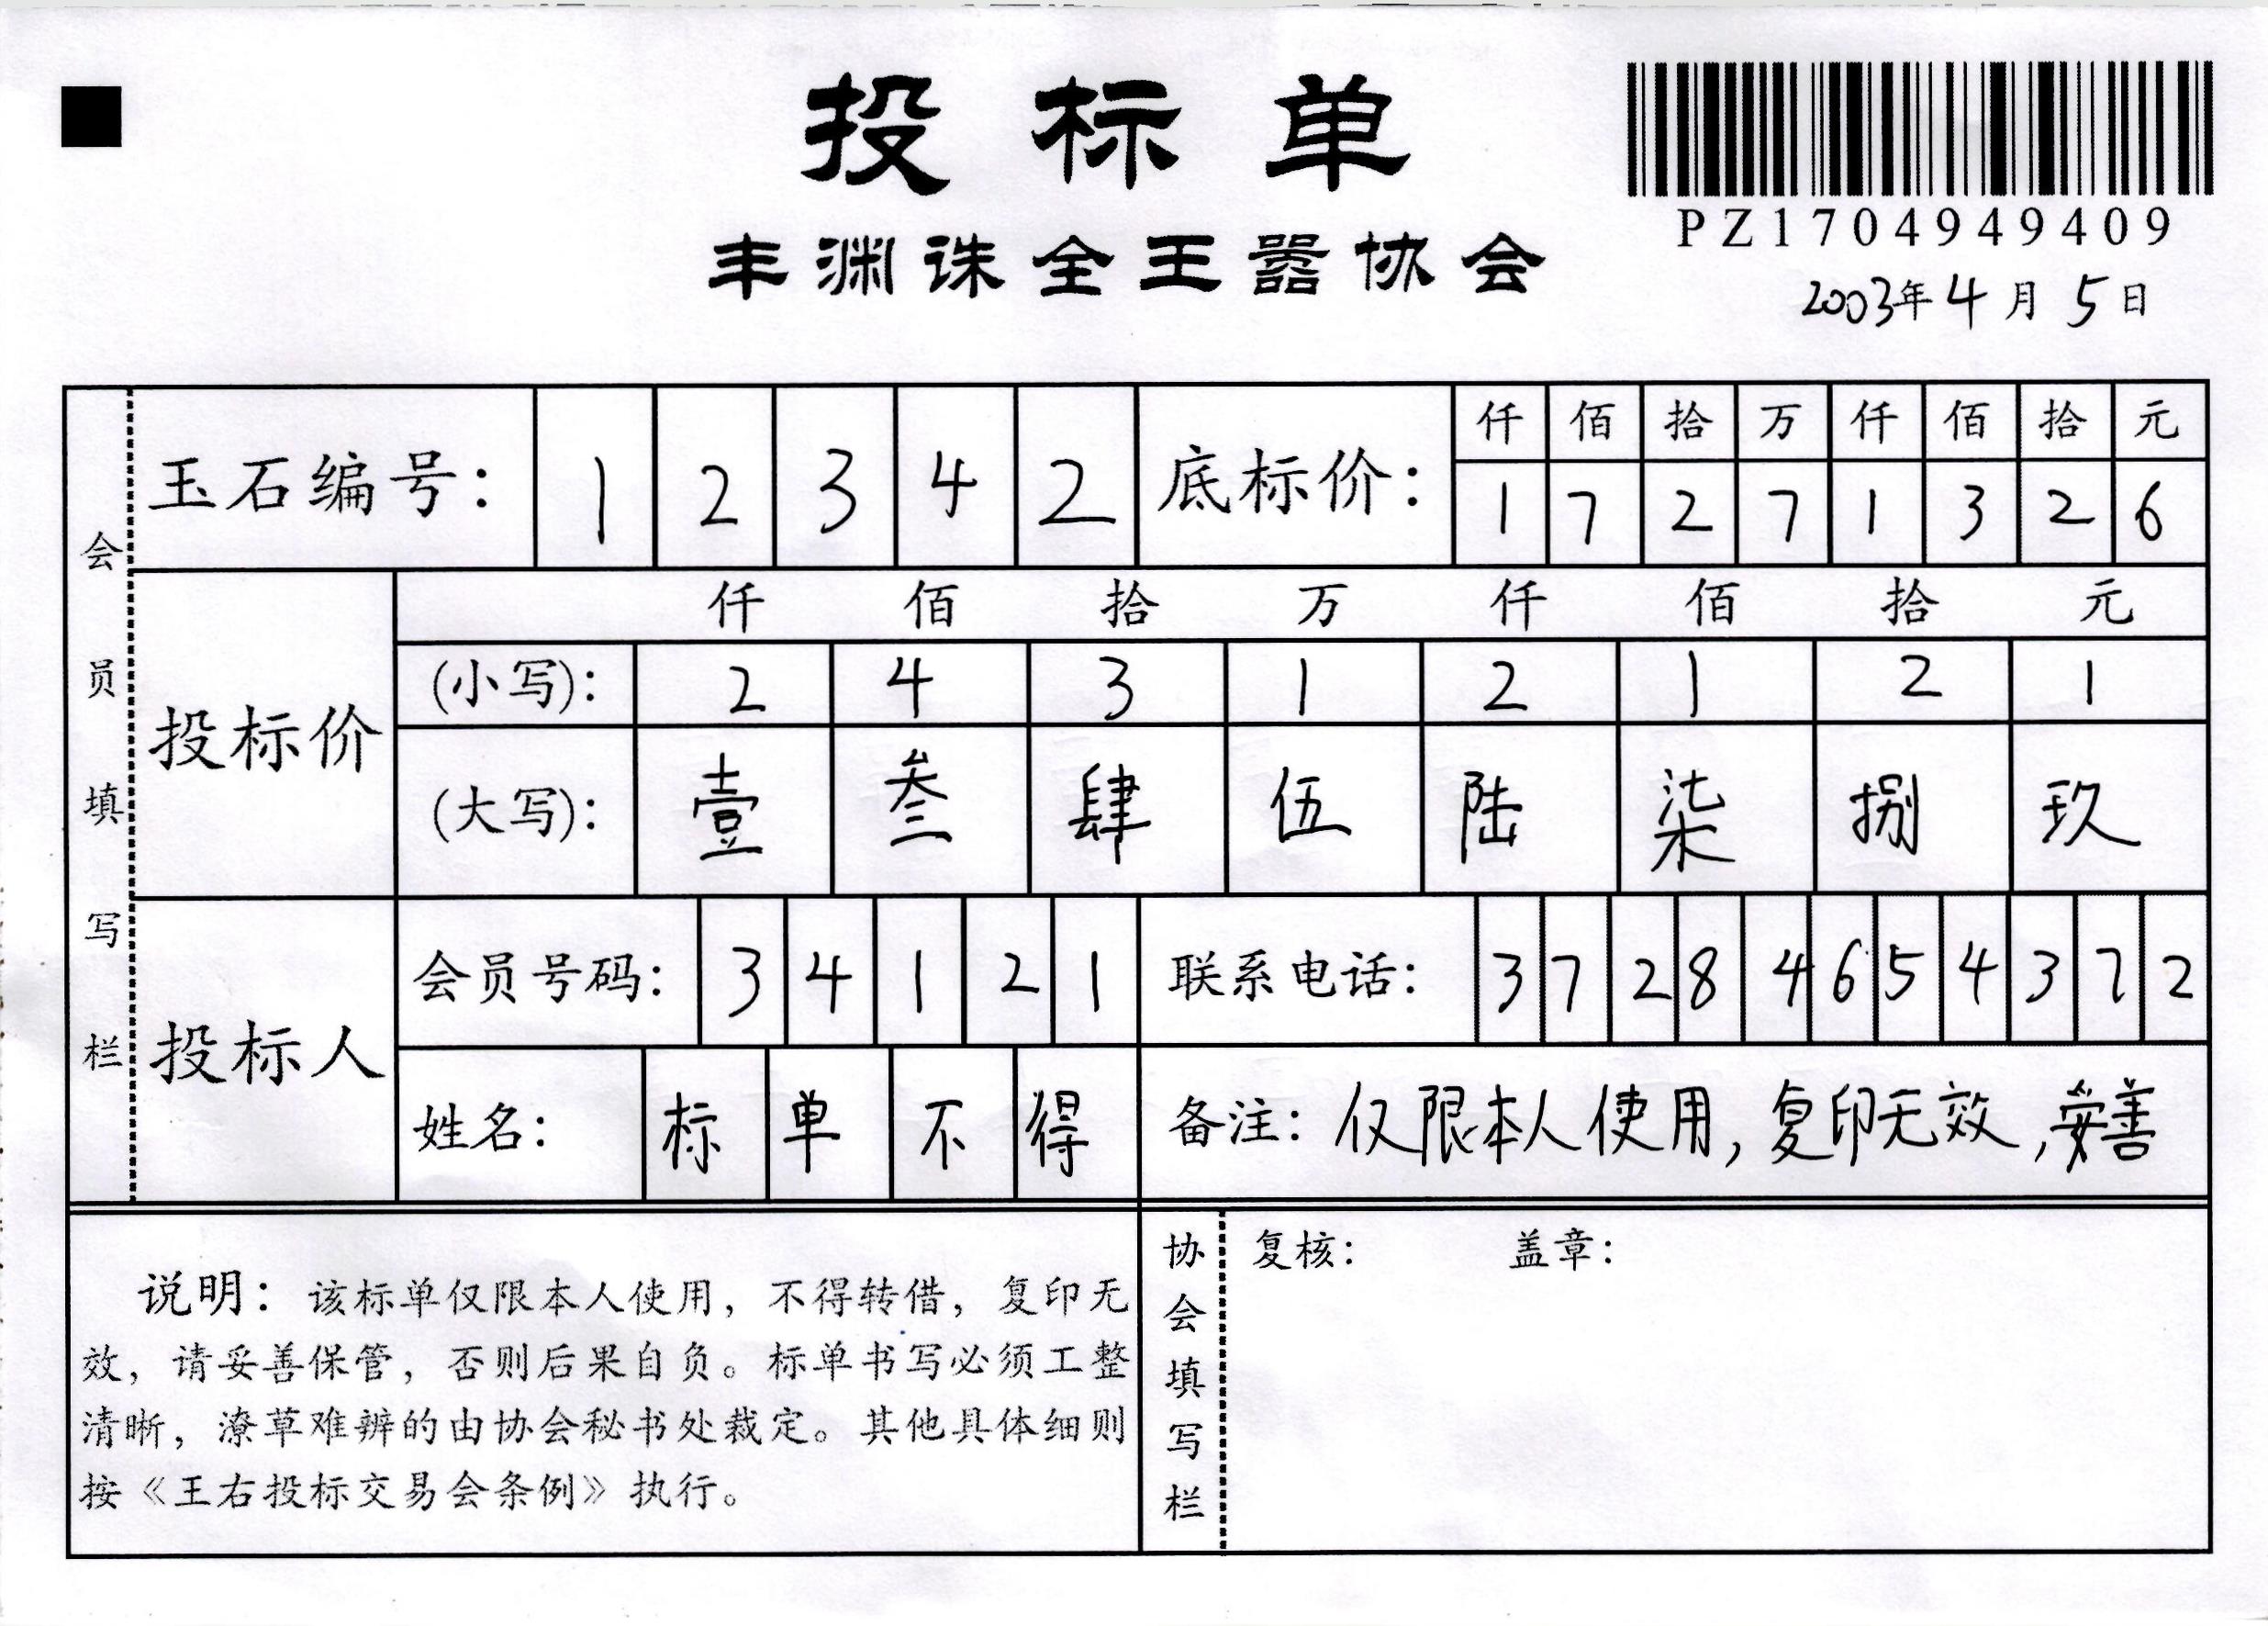 投标单
PZ1704949409
丰渊诛全王嚣协会
2003年4月5日
会员填写栏
玉石编号: 1 2 3 4 2 底标价: 仟 佰 拾 万 仟 佰 拾 元
1 7 2 7 1 3 2 6
仟 佰 拾 万 仟 佰 拾 元
投标价 (小写): 2 4 3 1 2 1 2 1
(大写): 壹 叁 肆 伍 陆 柒 捌 玖
投标人 会员号码: 3 4 1 2 1 联系电话: 3 7 2 8 4 6 5 4 3 7 2
姓名: 标 单 不 得 备注: 仅限本人使用,复印无效,妥善
说明: 该标单仅限本人使用, 不得转借, 复印无
效, 请妥善保管, 否则后果自负。标单书写必须工整
清晰, 潦草难辨的由协会秘书处裁定。其他具体细则
按《王右投标交易会条例》执行。
协会填写栏
复核: 盖章: